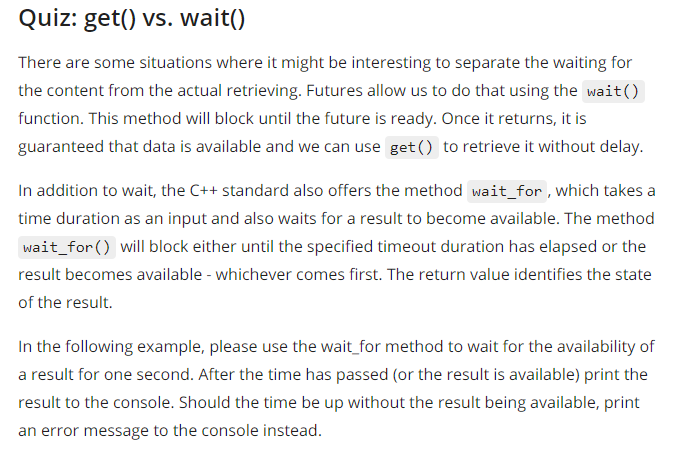 Quiz: get() vs. wait()
There are some situations where it might be interesting to separate the waiting for
the content from the actual retrieving. Futures allow us to do that using the wait()
function. This method will block until the future is ready. Once it returns, it is
guaranteed that data is available and we can use get() to retrieve it without delay.
In addition to wait, the C++ standard also offers the method wait_for , which takes a
time duration as an input and also waits for a result to become available. The method
wait_for() will block either until the specified timeout duration has elapsed or the
result becomes available - whichever comes first. The return value identifies the state
of the result.
In the following example, please use the wait_for method to wait for the availability of
a result for one second. After the time has passed (or the result is available) print the
result to the console. Should the time be up without the result being available, print
an error message to the console instead.